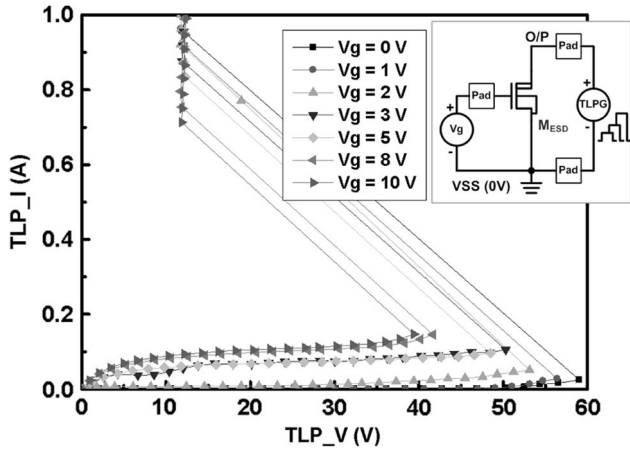 1.0
0.8
0.6
0.4
0.2
0.0
TLP_I (A)
0
10
20
30
40
50
60
TLP_V (V)
Vg = 0 V
Vg = 1 V
Vg = 2 V
Vg = 3 V
Vg = 5 V
Vg = 8 V
Vg = 10 V
O/P
Pad
Pad
+
TLPG
-
MESD
+
Vg
-
Pad
VSS (0V)